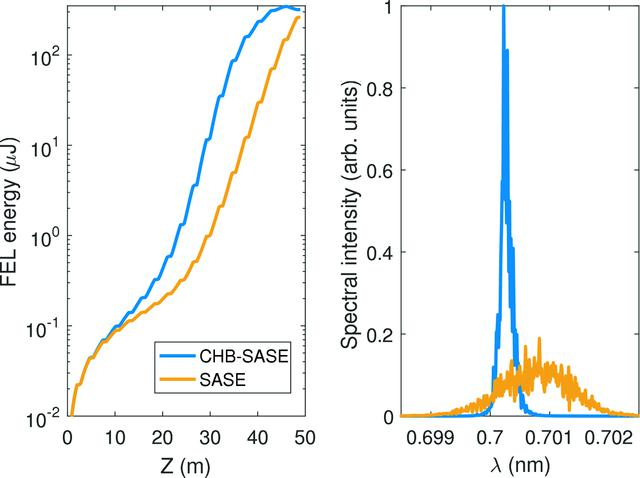 10²
10¹
10⁰
10⁻¹
10⁻²
FEL energy (μJ)
0 10 20 30 40 50
Z (m)
CHB-SASE
SASE
1
0.8
0.6
0.4
0.2
0
Spectral intensity (arb. units)
0.699 0.7 0.701 0.702
λ (nm)